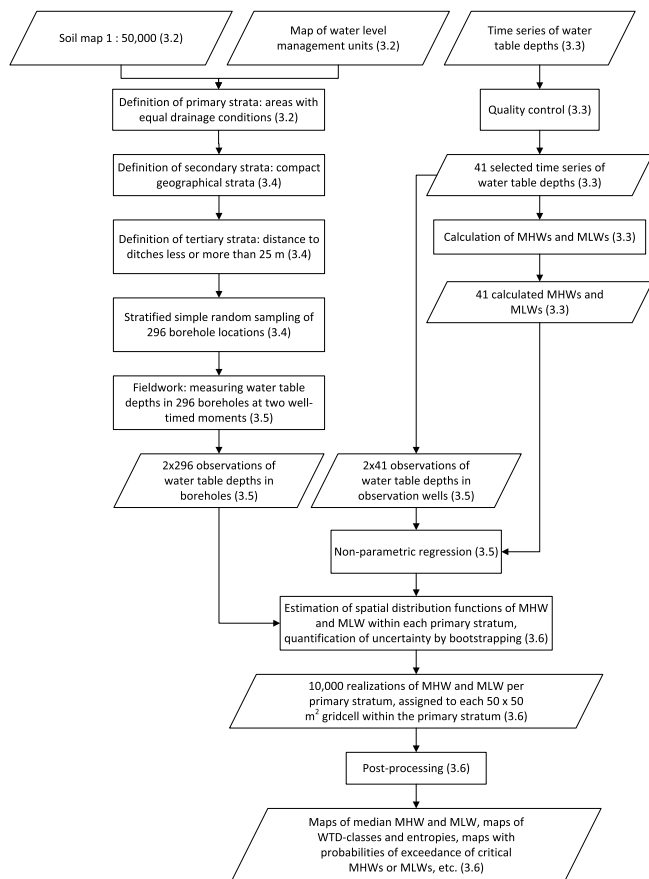 Soil map 1 : 50,000 (3.2)
Map of water level
management units (3.2)
Time series of water
table depths (3.3)
Definition of primary strata: areas with
equal drainage conditions (3.2)
Quality control (3.3)
Definition of secondary strata: compact
geographical strata (3.4)
41 selected time series of
water table depths (3.3)
Definition of tertiary strata: distance to
ditches less or more than 25 m (3.4)
Calculation of MHWs and MLWs (3.3)
41 calculated MHWs and
MLWs (3.3)
Stratified simple random sampling of
296 borehole locations (3.4)
Fieldwork: measuring water table
depths in 296 boreholes at two well-
timed moments (3.5)
2x296 observations of
water table depths in
boreholes (3.5)
2x41 observations of
water table depths in
observation wells (3.5)
Non-parametric regression (3.5)
Estimation of spatial distribution functions of MHW
and MLW within each primary stratum,
quantification of uncertainty by bootstrapping (3.6)
10,000 realizations of MHW and MLW per
primary stratum, assigned to each 50 x 50
m² gridcell within the primary stratum (3.6)
Post-processing (3.6)
Maps of median MHW and MLW, maps of
WTD-classes and entropies, maps with
probabilities of exceedance of critical
MHWs or MLWs, etc. (3.6)